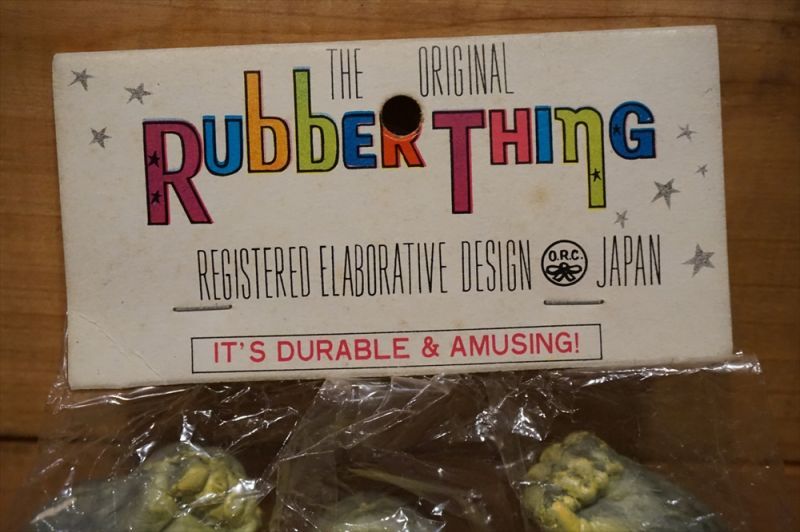 THE ORIGINAL
RUbbER THiNG
REGISTERED ELABORATIVE DESIGN O.R.C. JAPAN
IT'S DURABLE & AMUSING!